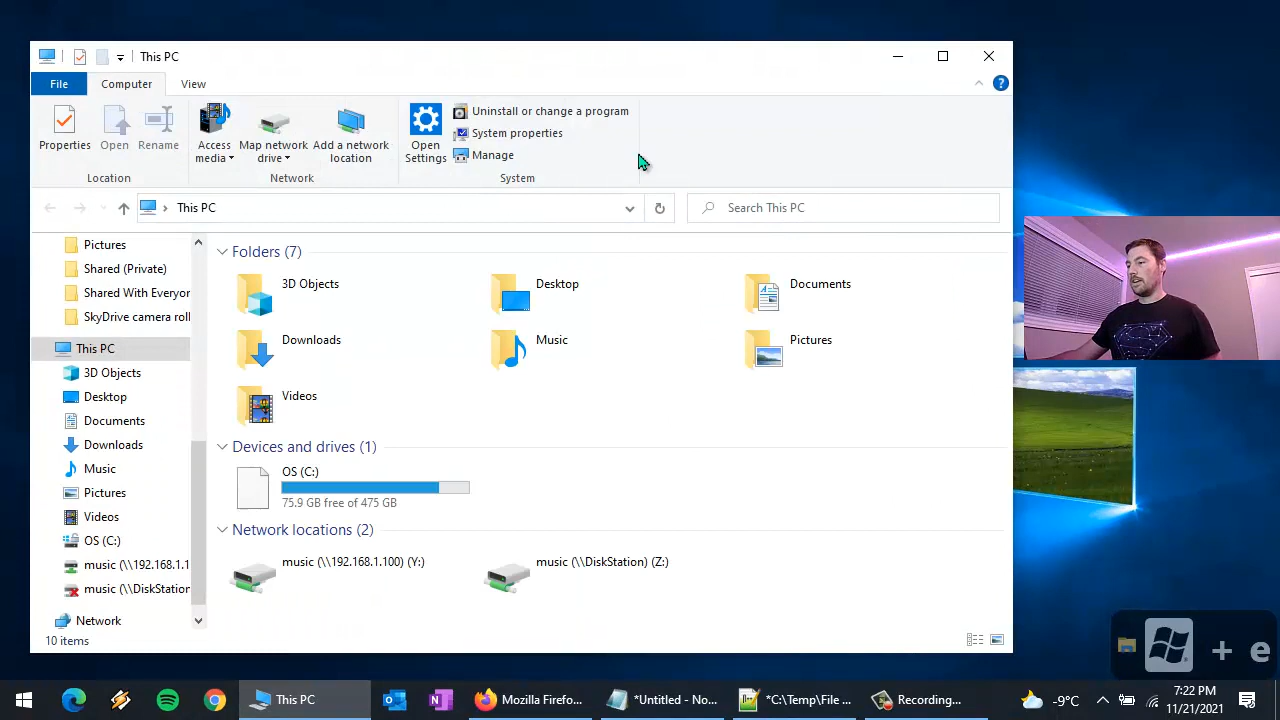 This PC
File
Computer
View
Properties
Open
Rename
Access media
Map network drive
Add a network location
Open Settings
Uninstall or change a program
System properties
Manage
Location
Network
System
This PC
Search This PC
Pictures
Shared (Private)
Shared With Everyor
SkyDrive camera roll
This PC
3D Objects
Desktop
Documents
Downloads
Music
Pictures
Videos
OS (C:)
music (\\192.168.1.1
music (\\DiskStation
Network
Folders (7)
3D Objects
Desktop
Documents
Downloads
Music
Pictures
Videos
Devices and drives (1)
OS (C:)
75.9 GB free of 475 GB
Network locations (2)
music (\\192.168.1.100) (Y:)
music (\\DiskStation) (Z:)
10 items
+ e
This PC
Mozilla Firefo...
*Untitled - No...
*C:\Temp\File ...
Recording...
-9°C
7:22 PM
11/21/2021